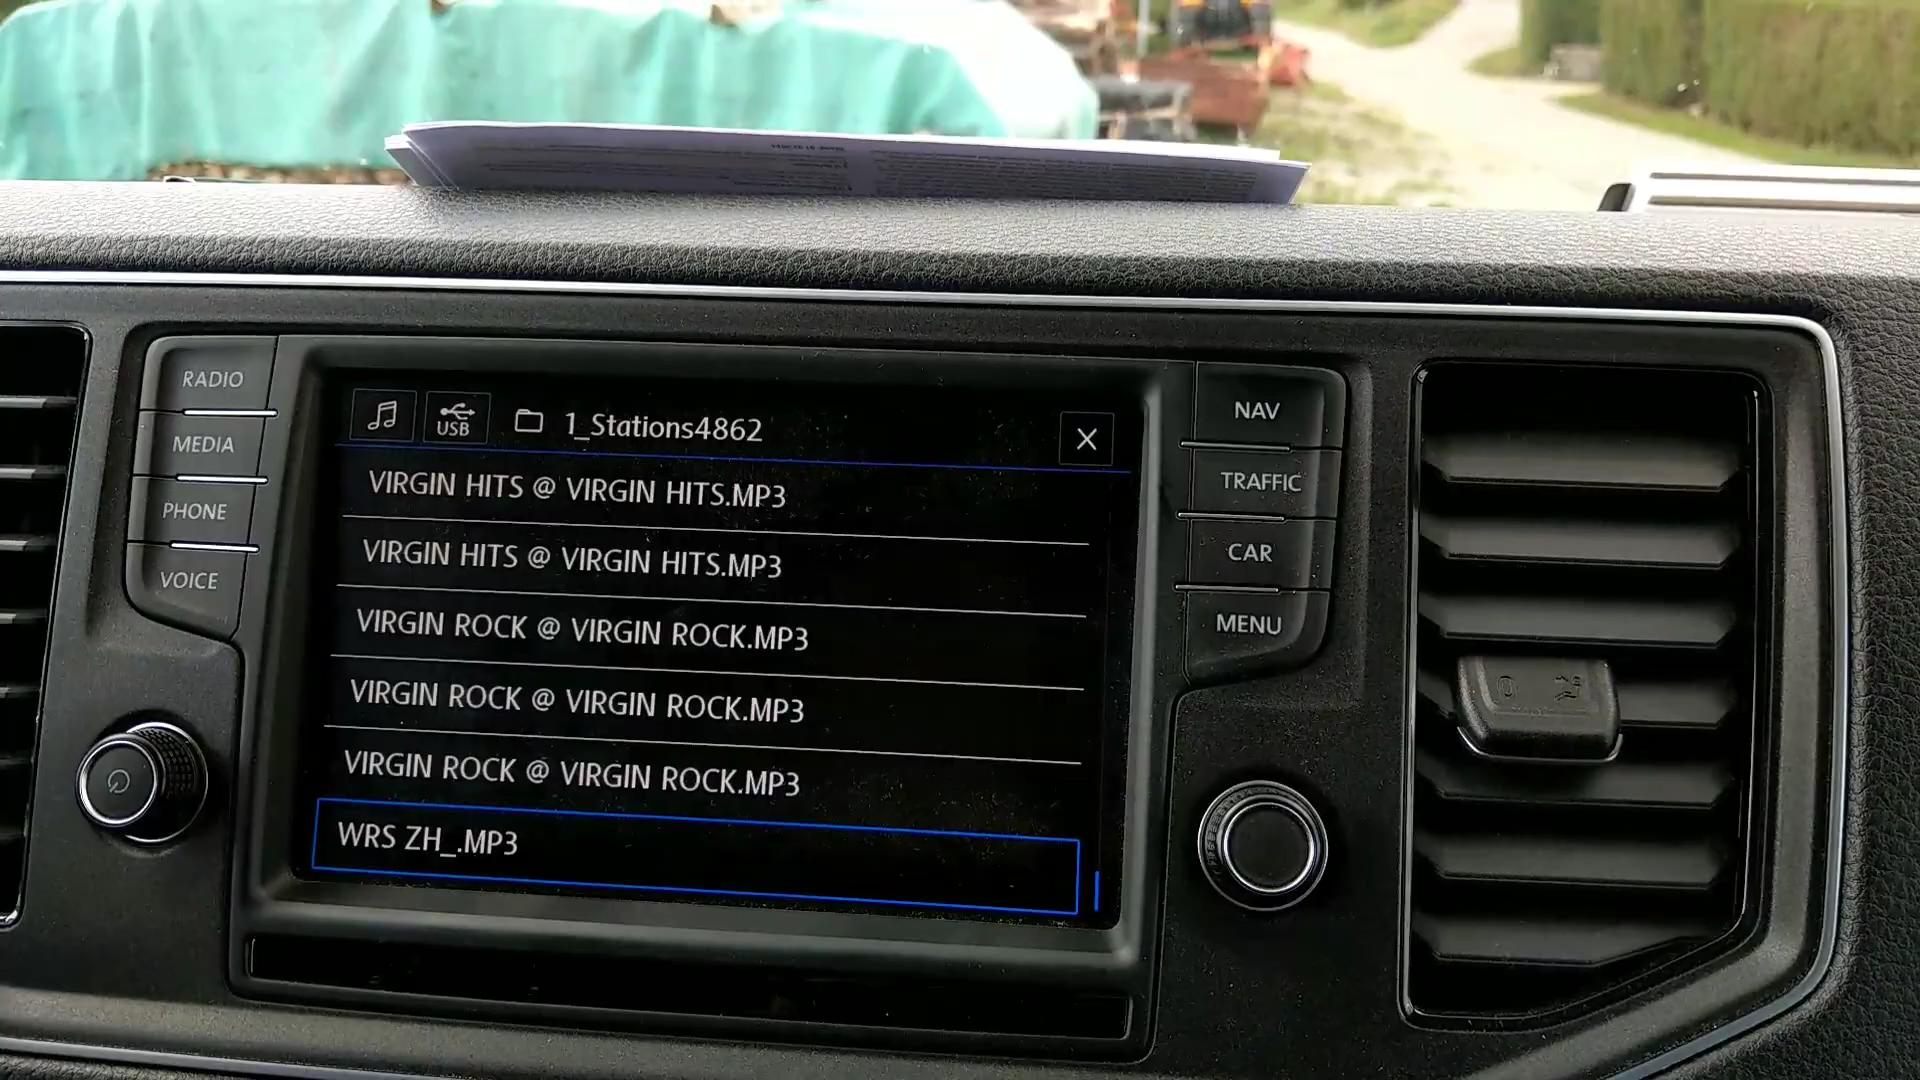 RADIO
MEDIA
PHONE
VOICE
USB
1_Stations4862
VIRGIN HITS @ VIRGIN HITS.MP3
VIRGIN HITS @ VIRGIN HITS.MP3
VIRGIN ROCK @ VIRGIN ROCK.MP3
VIRGIN ROCK @ VIRGIN ROCK.MP3
VIRGIN ROCK @ VIRGIN ROCK.MP3
WRS ZH_.MP3
NAV
TRAFFIC
CAR
MENU
0